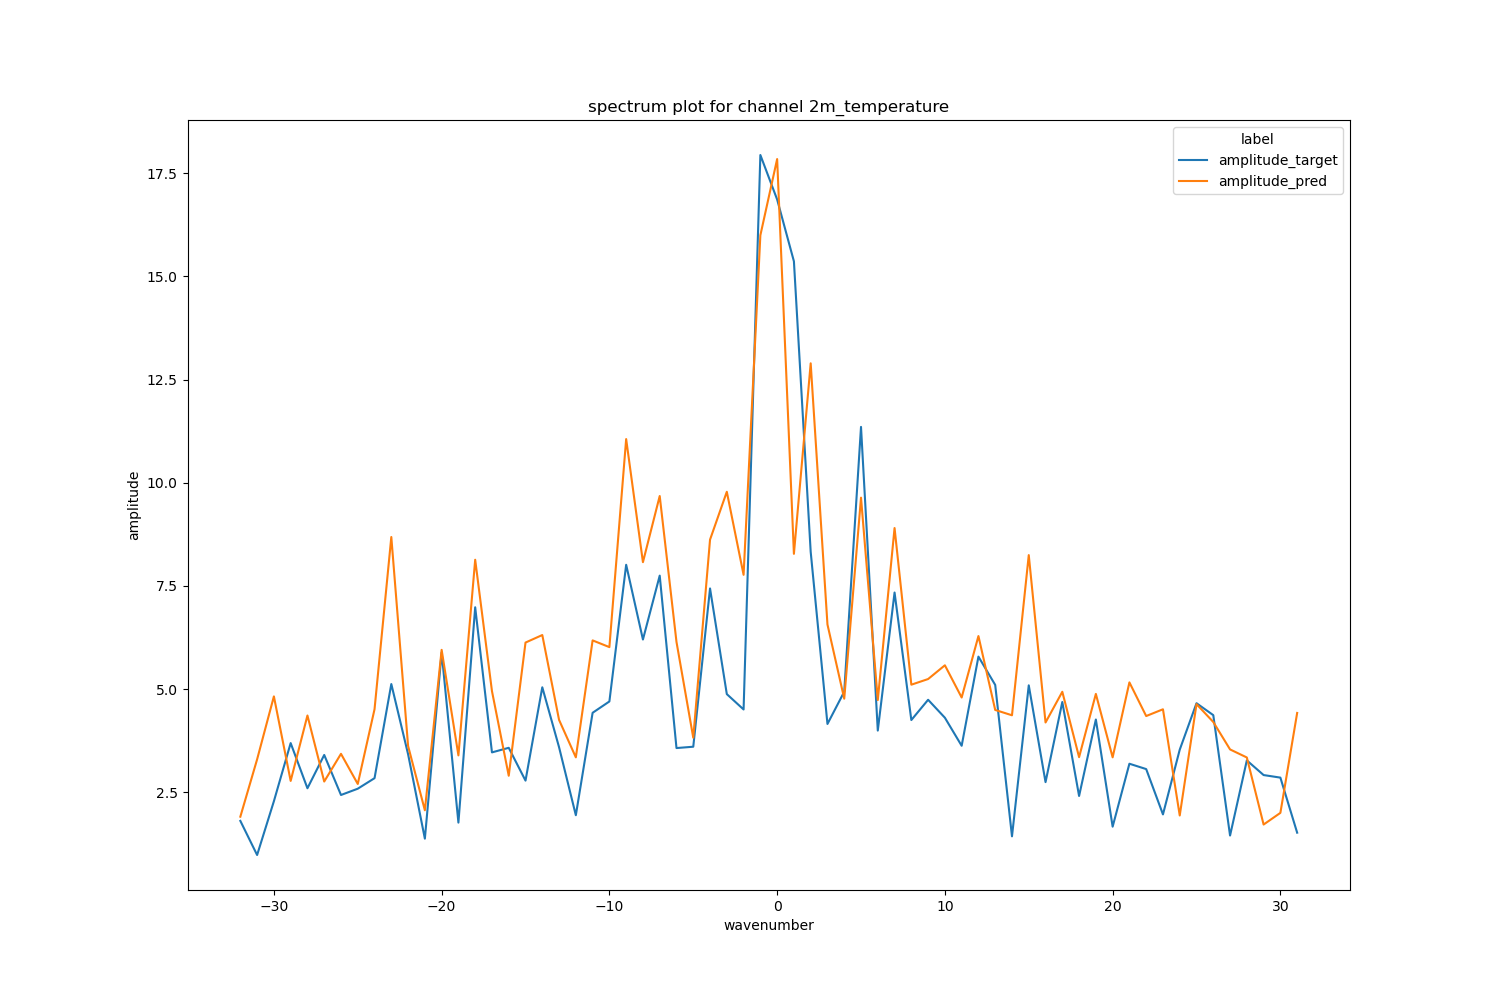 spectrum plot for channel 2m_temperature
label
amplitude_target
amplitude_pred
17.5
15.0
12.5
10.0
7.5
5.0
2.5
amplitude
−30
−20
−10
0
10
20
30
wavenumber